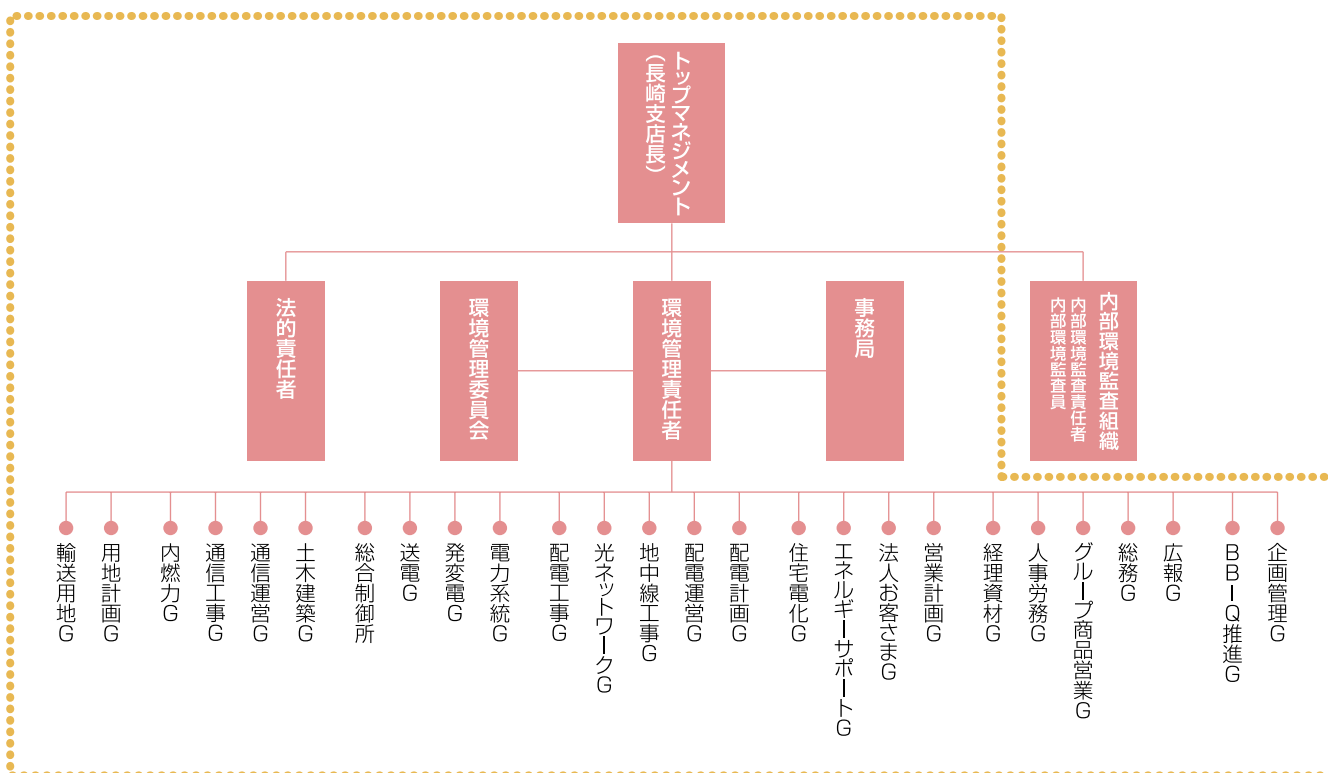 トップマネジメント
(長崎支店長)
内部環境監査組織
内部環境監査責任者
内部環境監査員
事務局
環境管理責任者
環境管理委員会
法的責任者
企画管理G
BBIQ推進G
広報G
総務G
グループ商品営業G
人事労務G
経理資材G
営業計画G
法人お客さまG
エネルギーサポートG
住宅電化G
配電計画G
配電運営G
地中線工事G
光ネットワークG
配電工事G
電力系統G
発変電G
送電G
総合制御所
土木建築G
通信運営G
通信工事G
内燃力G
用地計画G
輸送用地G